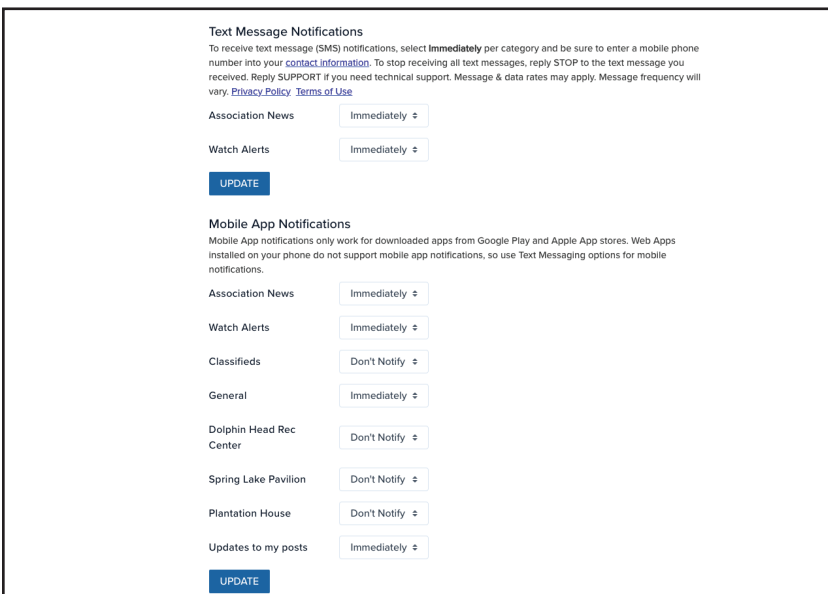 Text Message Notifications
To receive text message (SMS) notifications, select Immediately per category and be sure to enter a mobile phone
number into your contact information. To stop receiving all text messages, reply STOP to the text message you
received. Reply SUPPORT if you need technical support. Message & data rates may apply. Message frequency will
vary. Privacy Policy Terms of Use
Association News Immediately
Watch Alerts Immediately
UPDATE
Mobile App Notifications
Mobile App notifications only work for downloaded apps from Google Play and Apple App stores. Web Apps
installed on your phone do not support mobile app notifications, so use Text Messaging options for mobile
notifications.
Association News Immediately
Watch Alerts Immediately
Classifieds Don't Notify
General Immediately
Dolphin Head Rec
Center Don't Notify
Spring Lake Pavilion Don't Notify
Plantation House Don't Notify
Updates to my posts Immediately
UPDATE